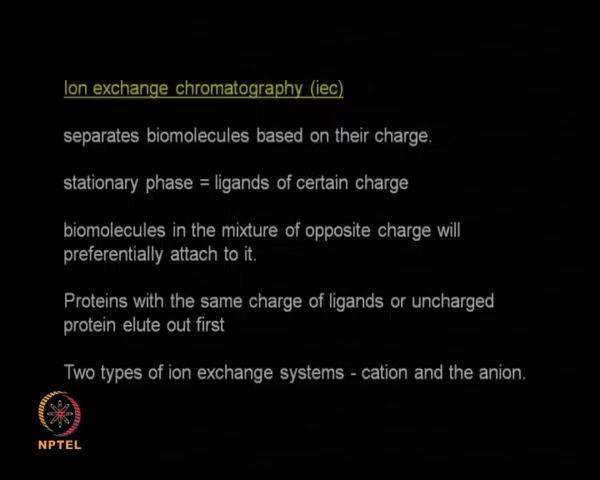 Ion exchange chromatography (iec)
separates biomolecules based on their charge.
stationary phase = ligands of certain charge
biomolecules in the mixture of opposite charge will
preferentially attach to it.
Proteins with the same charge of ligands or uncharged
protein elute out first
Two types of ion exchange systems - cation and the anion.
NPTEL